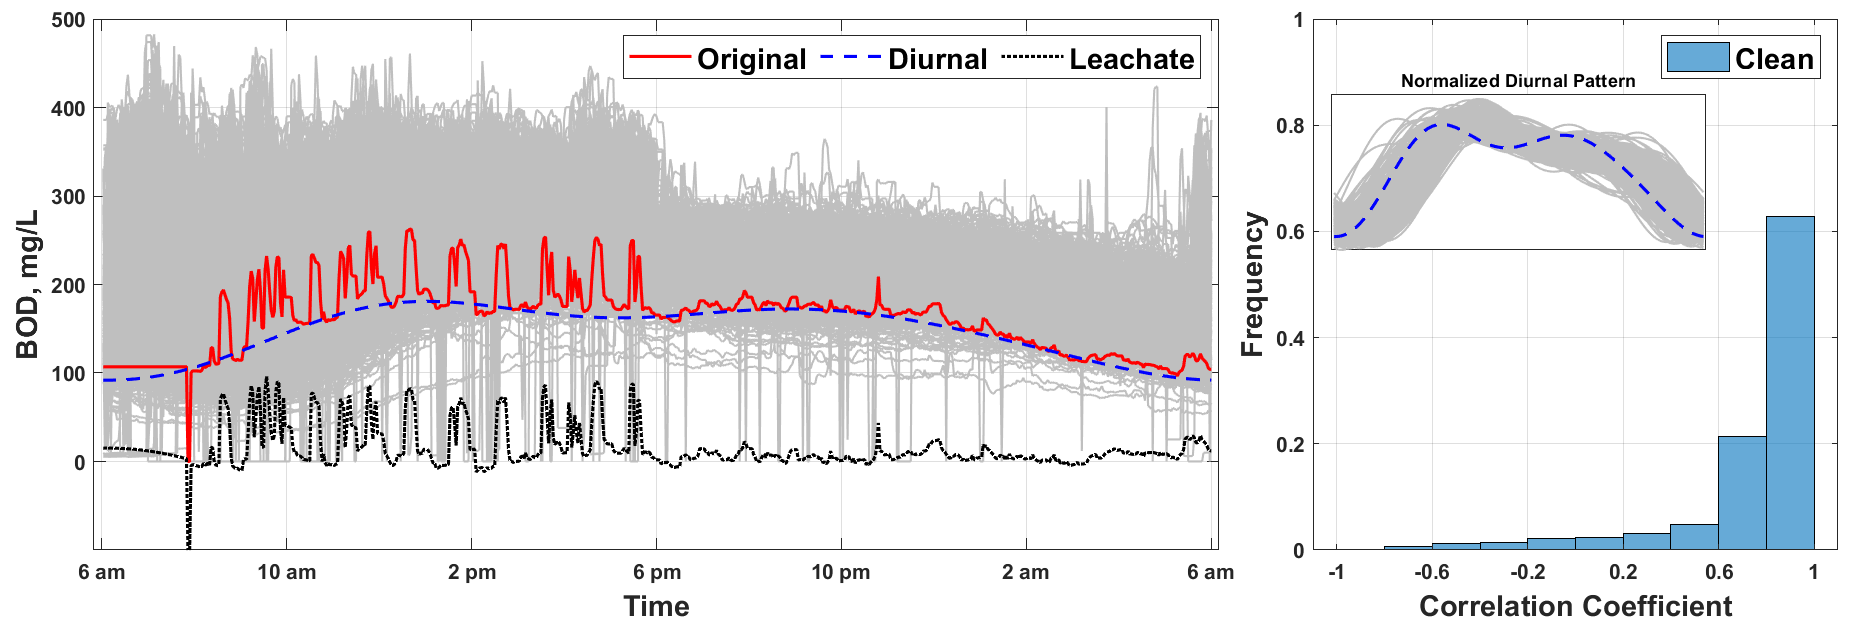 500
400
300
200
100
0
BOD, mg/L
Original Diurnal Leachate
6 am 10 am 2 pm 6 pm 10 pm 2 am 6 am
Time
1
0.8
0.6
0.4
0.2
0
Frequency
Clean
Normalized Diurnal Pattern
-1 -0.6 -0.2 0.2 0.6 1
Correlation Coefficient